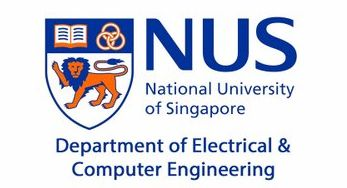 NUS
National University
of Singapore
Department of Electrical &
Computer Engineering